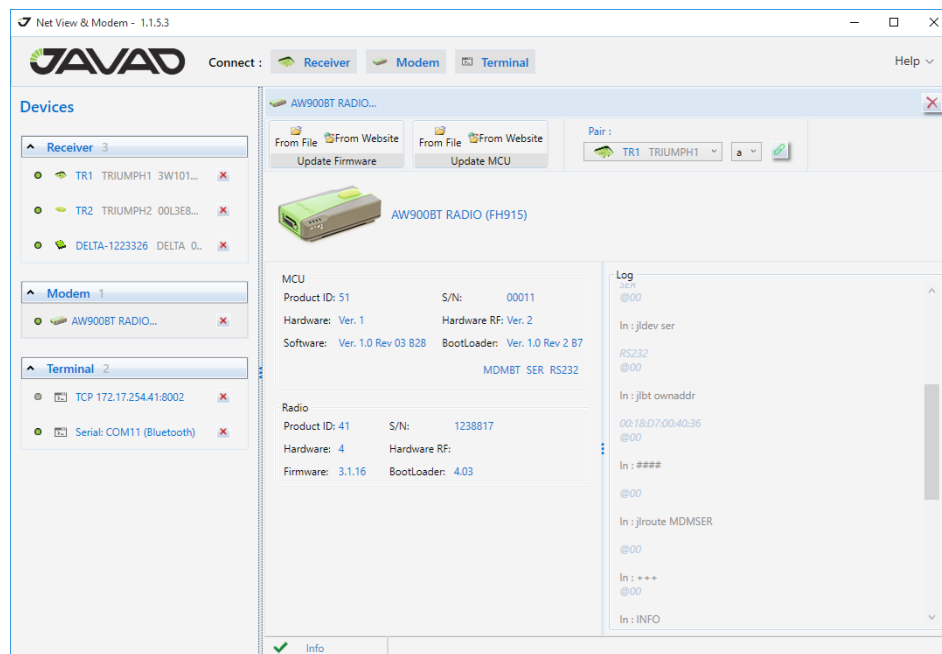 Net View & Modem - 1.1.5.3
JAVAD
Connect : Receiver Modem Terminal Help
Devices
Receiver 3
TR1 TRIUMPH1 3W101...
TR2 TRIUMPH2 00L3E8...
DELTA-1223326 DELTA 0..
Modem 1
AW900BT RADIO...
Terminal 2
TCP 172.17.254.41:8002
Serial: COM11 (Bluetooth)
AW900BT RADIO...
From File From Website
Update Firmware
From File From Website
Update MCU
Pair :
TR1 TRIUMPH1 a
AW900BT RADIO (FH915)
MCU
Product ID: 51 S/N: 00011
Hardware: Ver. 1 Hardware RF: Ver. 2
Software: Ver. 1.0 Rev 03 B28 BootLoader: Ver. 1.0 Rev 2 B7
MDMBT SER RS232
Radio
Product ID: 41 S/N: 1238817
Hardware: 4 Hardware RF:
Firmware: 3.1.16 BootLoader: 4.03
Log
SER
@00
In : jldev ser
RS232
@00
In : jlbt ownaddr
00:18:D7:00:40:36
@00
In : ####
@00
In : jlroute MDMSER
@00
In : +++
@00
In : INFO
Info